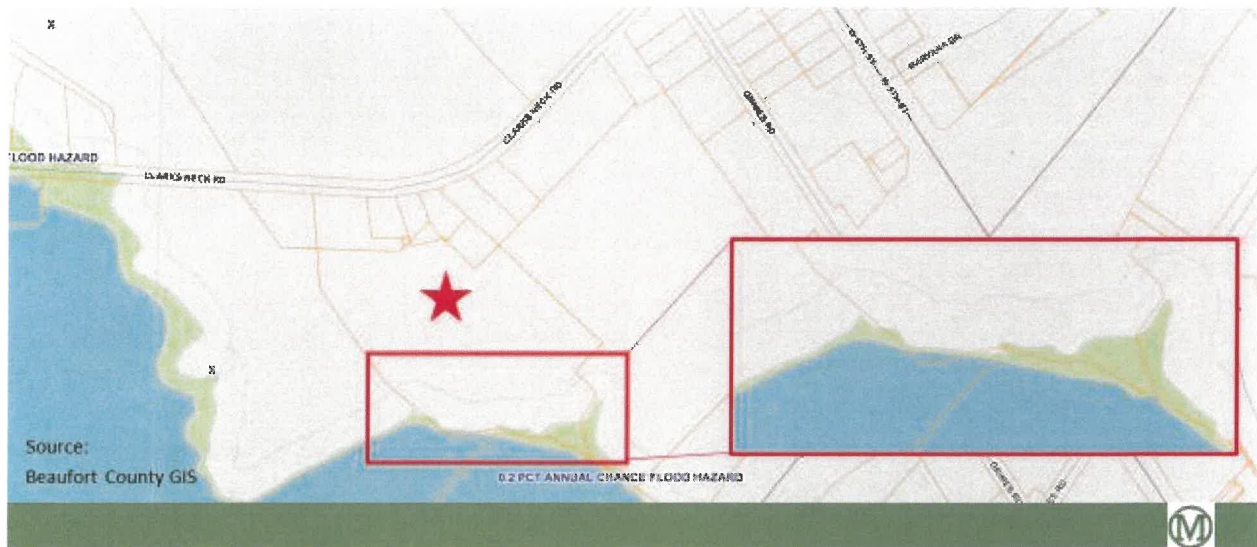 X
CLARKS NECK RD
GRIMES RD
FLOOD HAZARD
CLARKS NECK RD
X
Source:
Beaufort County GIS
0.2 PCT ANNUAL CHANCE FLOOD HAZARD
M